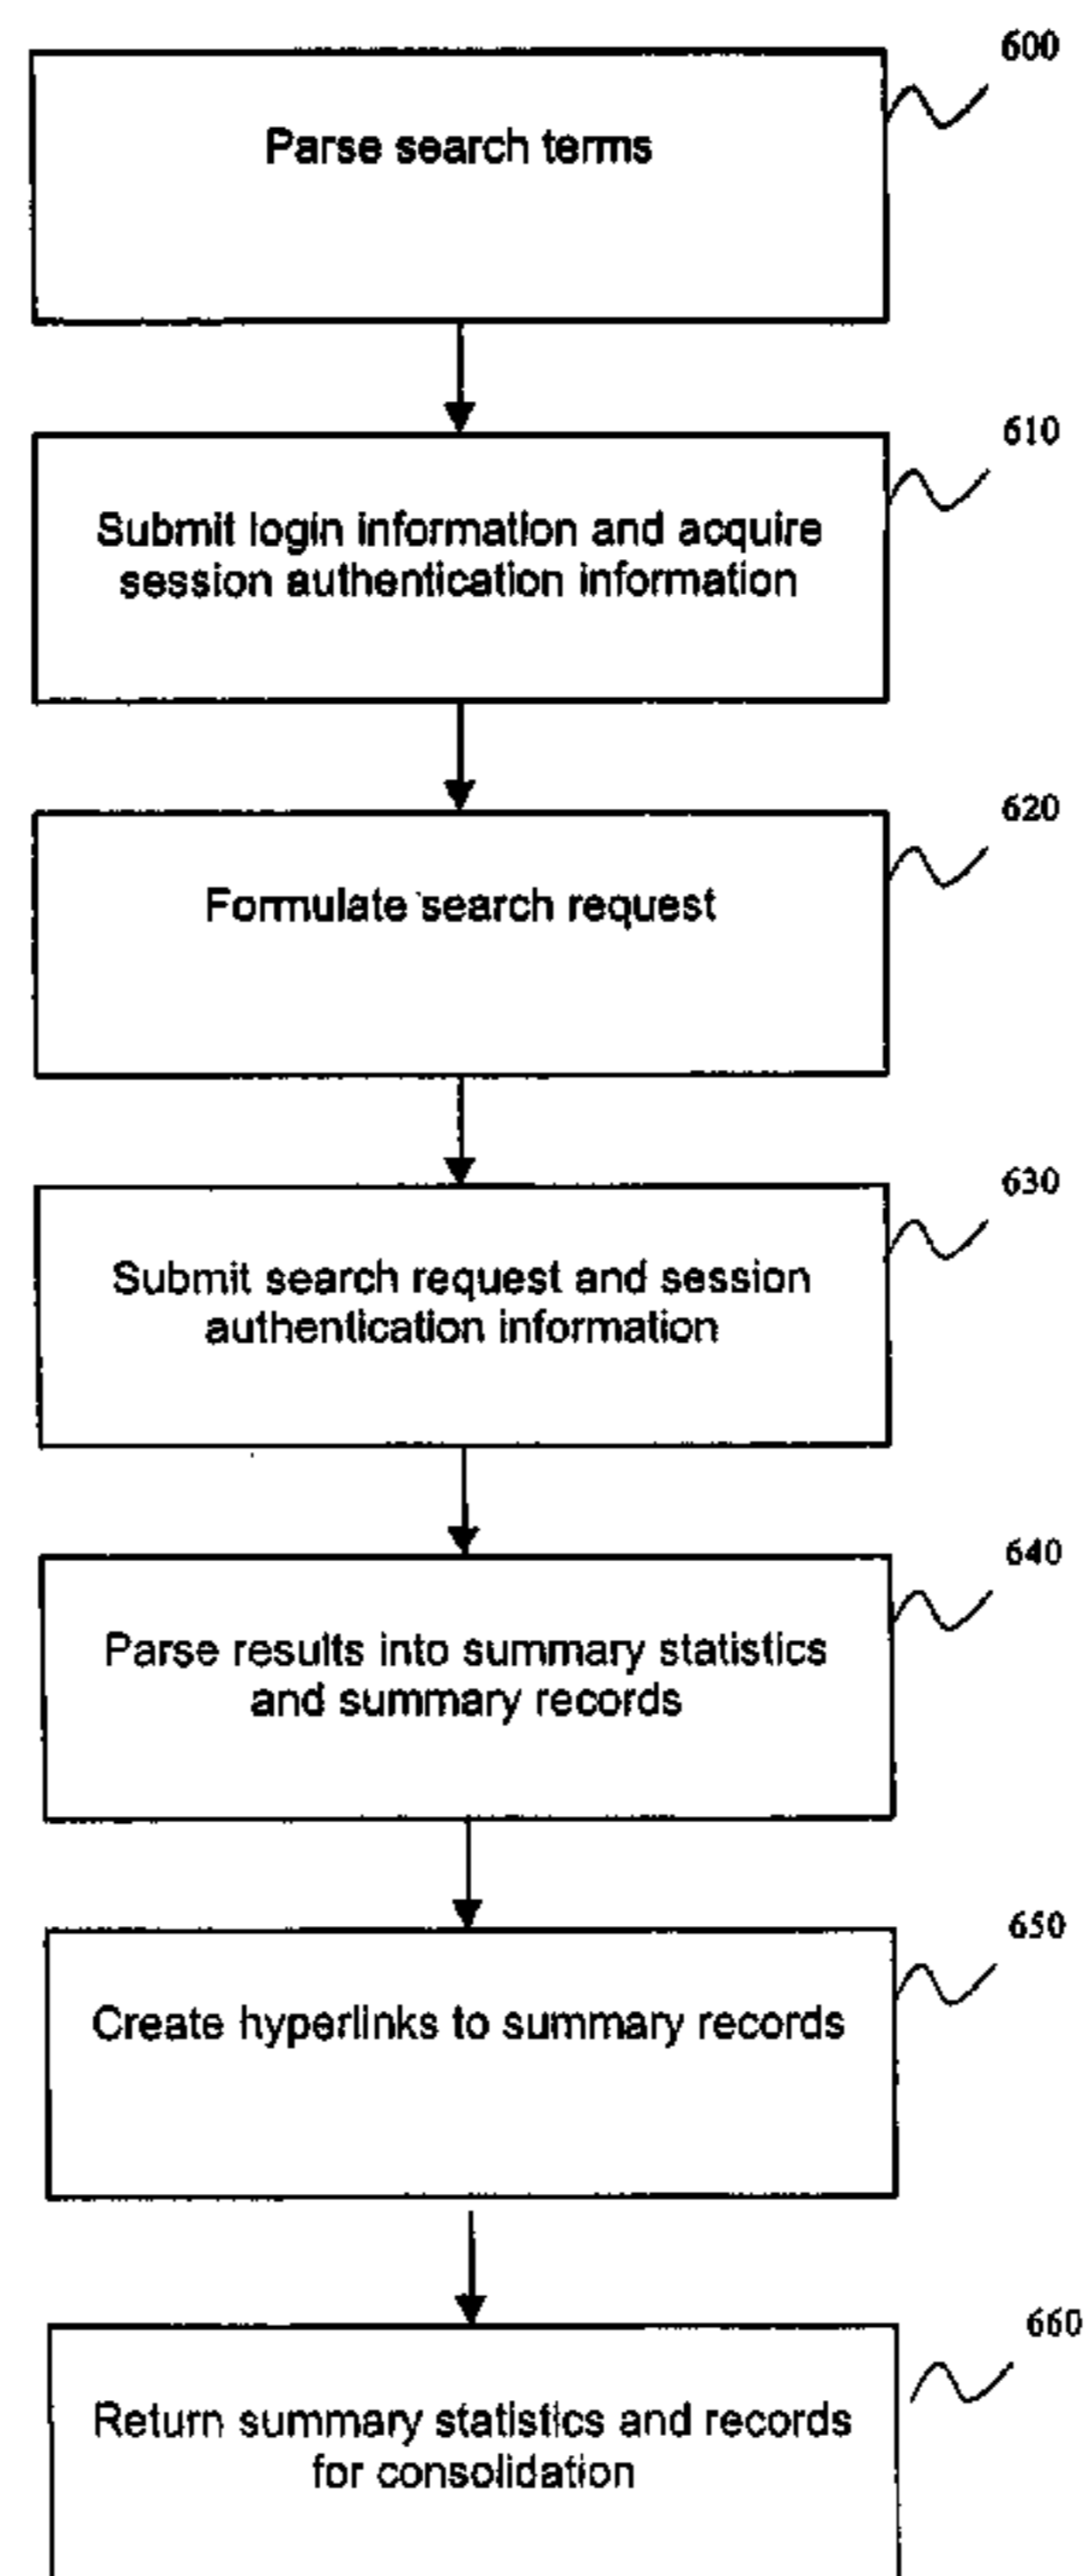 600
Parse search terms
610
Submit login information and acquire
session authentication information
620
Formulate search request
630
Submit search request and session
authentication information
640
Parse results into summary statistics
and summary records
650
Create hyperlinks to summary records
660
Return summary statistics and records
for consolidation